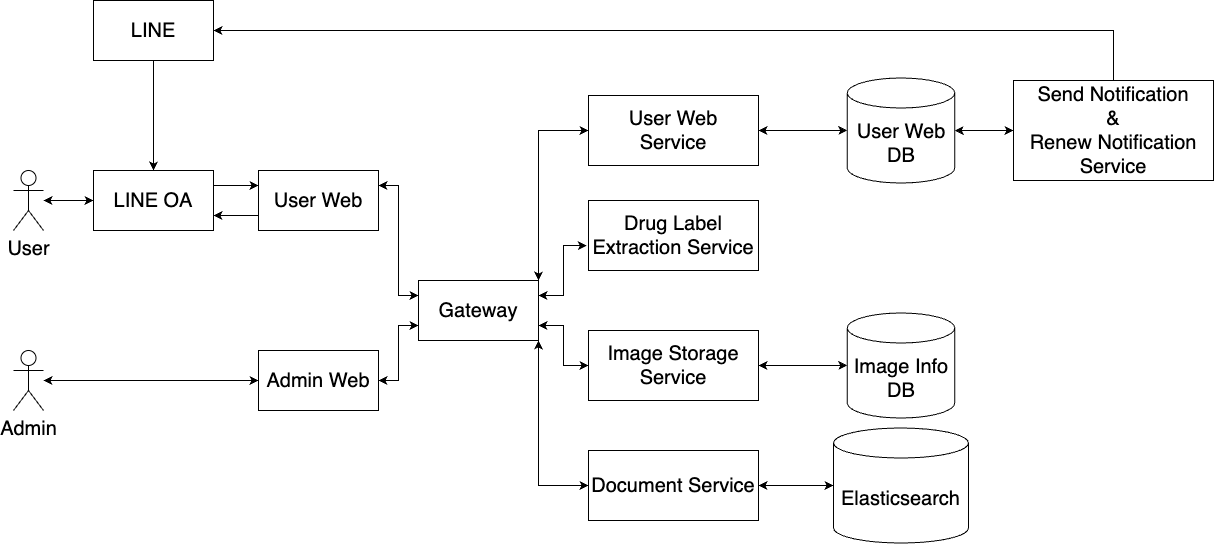 LINE
Send Notification
&
Renew Notification
Service
User Web
Service
User Web
DB
LINE OA
User Web
User
Drug Label
Extraction Service
Gateway
Image Storage
Service
Image Info
DB
Admin Web
Admin
Document Service
Elasticsearch